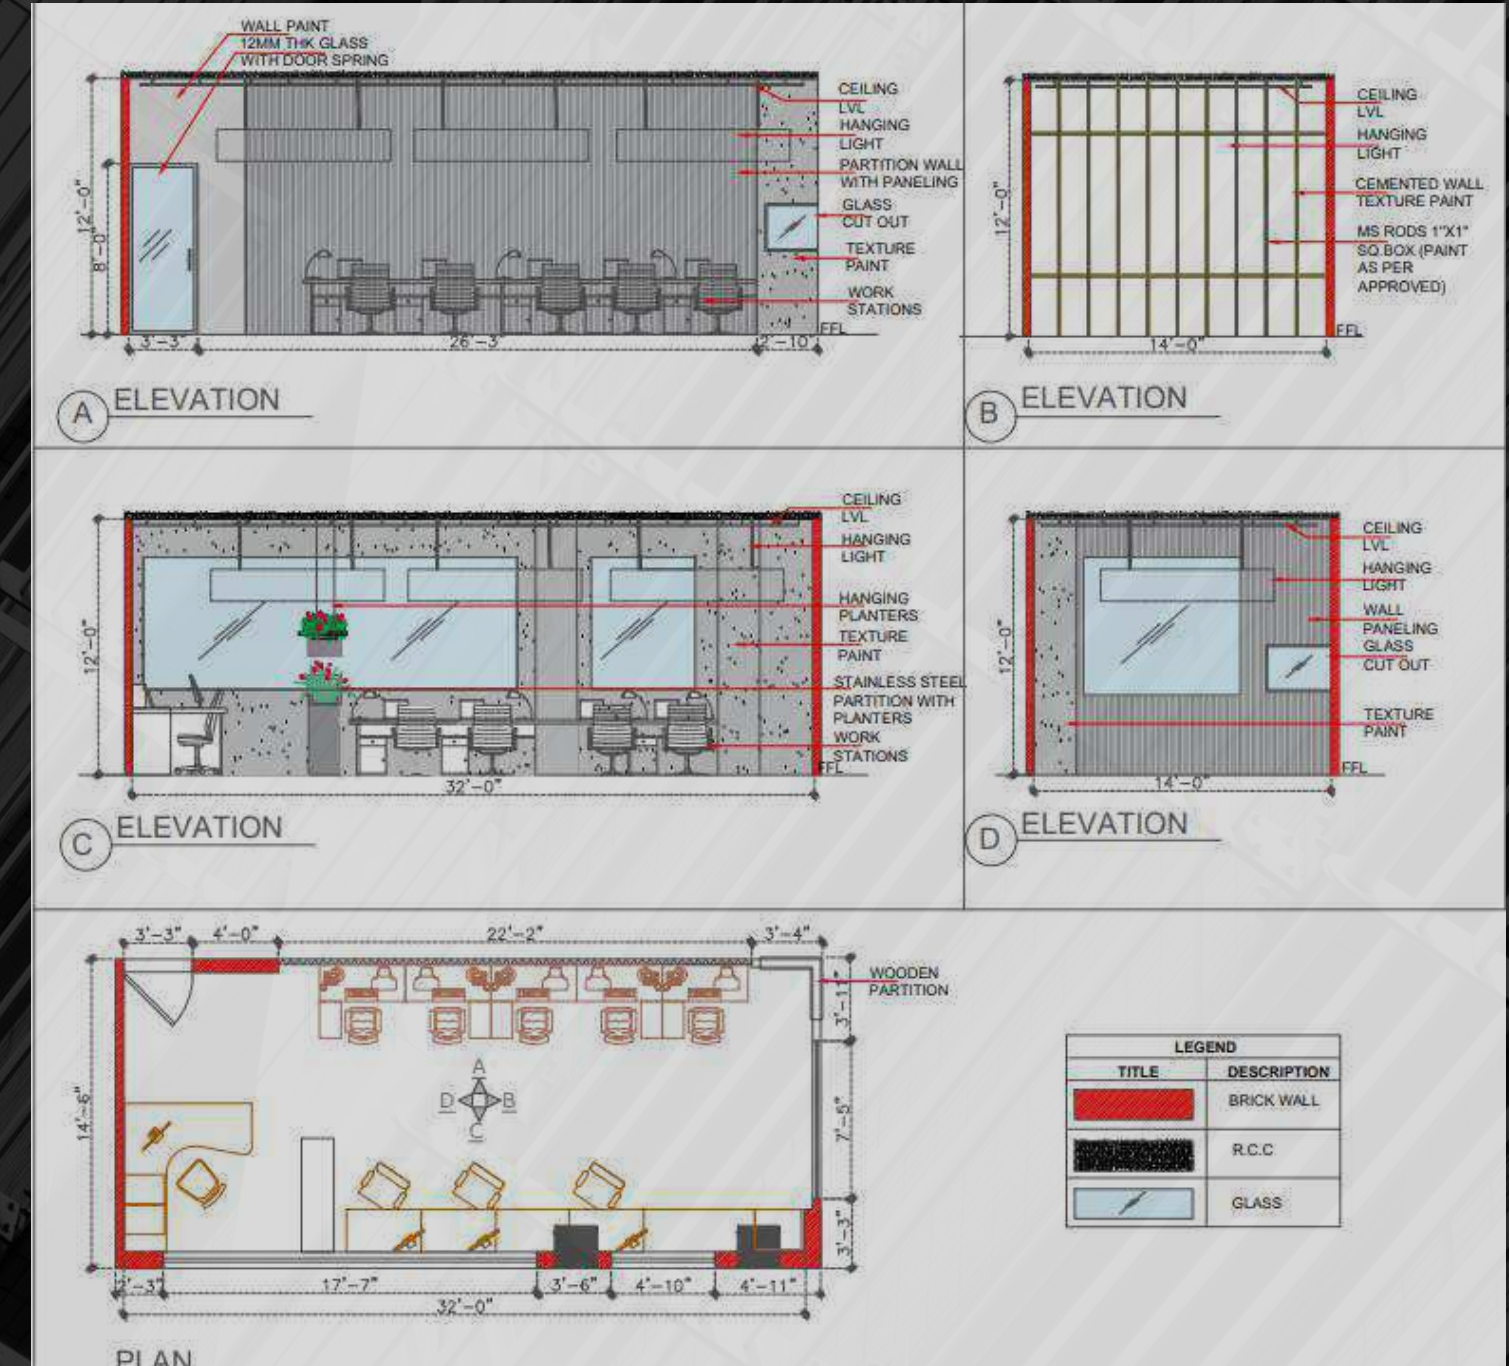 WALL PAINT
12MM THK GLASS
WITH DOOR SPRING
CEILING
LVL
HANGING
LIGHT
PARTITION WALL
WITH PANELING
GLASS
CUT OUT
TEXTURE
PAINT
WORK
STATIONS
FFL
12'-0"
8'-0"
3'-3"
26'-3"
2'-10"
A ELEVATION
CEILING
LVL
HANGING
LIGHT
CEMENTED WALL
TEXTURE PAINT
MS RODS 1"X1"
SQ.BOX (PAINT
AS PER
APPROVED)
FFL
12'-0"
14'-0"
B ELEVATION
CEILING
LVL
HANGING
LIGHT
HANGING
PLANTERS
TEXTURE
PAINT
STAINLESS STEEL
PARTITION WITH
PLANTERS
WORK
STATIONS
FFL
12'-0"
32'-0"
C ELEVATION
CEILING
LVL
HANGING
LIGHT
WALL
PANELING
GLASS
CUT OUT
TEXTURE
PAINT
FFL
12'-0"
14'-0"
D ELEVATION
3'-3"
4'-0"
22'-2"
3'-4"
WOODEN
PARTITION
3'-11"
14'-6"
A
D
B
C
7'-5"
3'-3"
2'-3"
17'-7"
3'-6"
4'-10"
4'-11"
32'-0"
PLAN
LEGEND
TITLE DESCRIPTION
BRICK WALL
R.C.C
GLASS